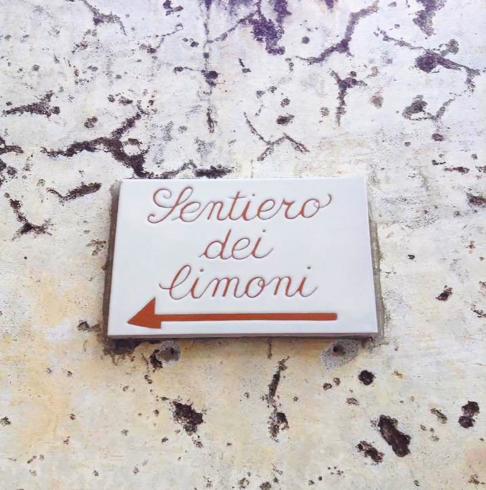 Sentiero
dei
limoni